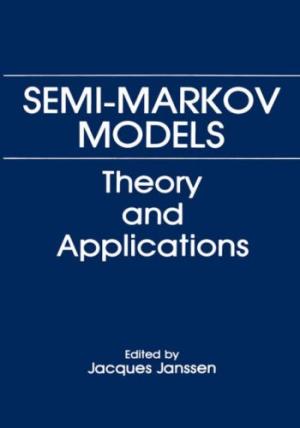 SEMI-MARKOV
MODELS
Theory
and
Applications
Edited by
Jacques Janssen